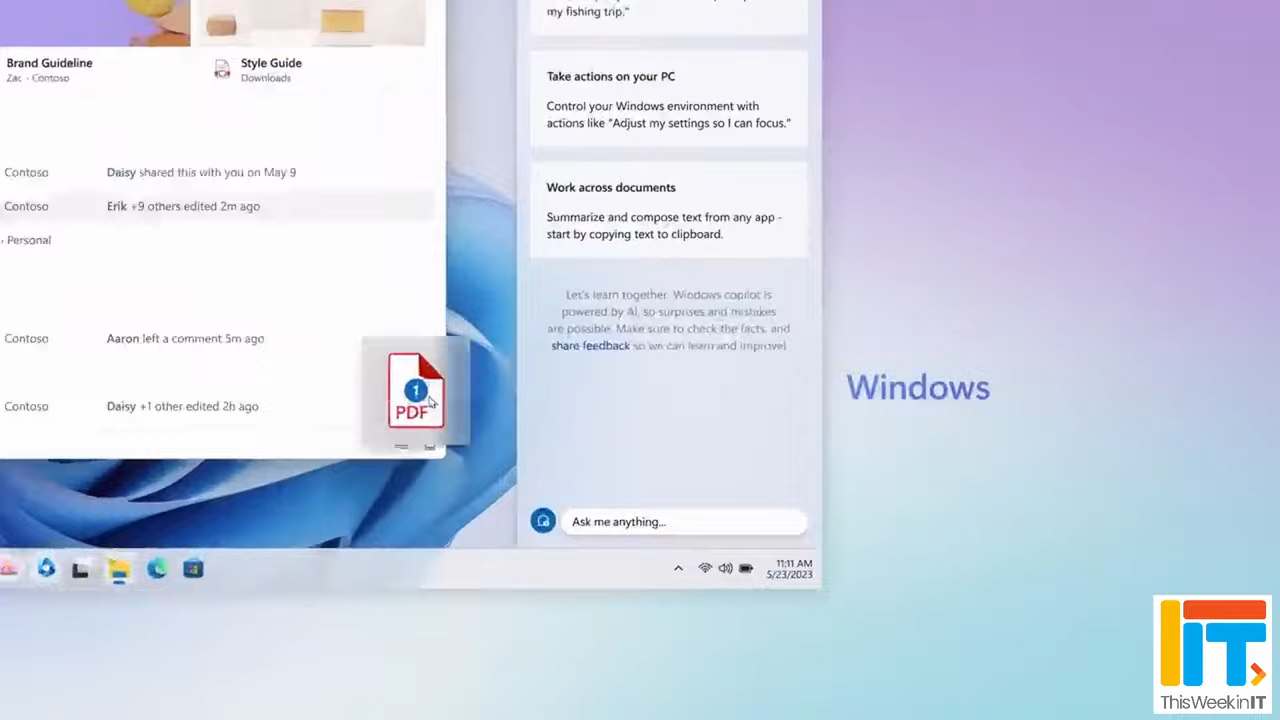 Brand Guideline
Zac - Contoso
Style Guide
Downloads
Contoso
Daisy shared this with you on May 9
Contoso
Erik +9 others edited 2m ago
Personal
Contoso
Aaron left a comment 5m ago
Contoso
Daisy +1 other edited 2h ago
1
PDF
my fishing trip."
Take actions on your PC
Control your Windows environment with
actions like "Adjust my settings so I can focus."
Work across documents
Summarize and compose text from any app -
start by copying text to clipboard.
Let's learn together. Windows copilot is
powered by AI, so surprises and mistakes
are possible. Make sure to check the facts, and
share feedback so we can learn and improve!
Ask me anything...
11:11 AM
5/23/2023
Windows
IT
ThisWeekinIT